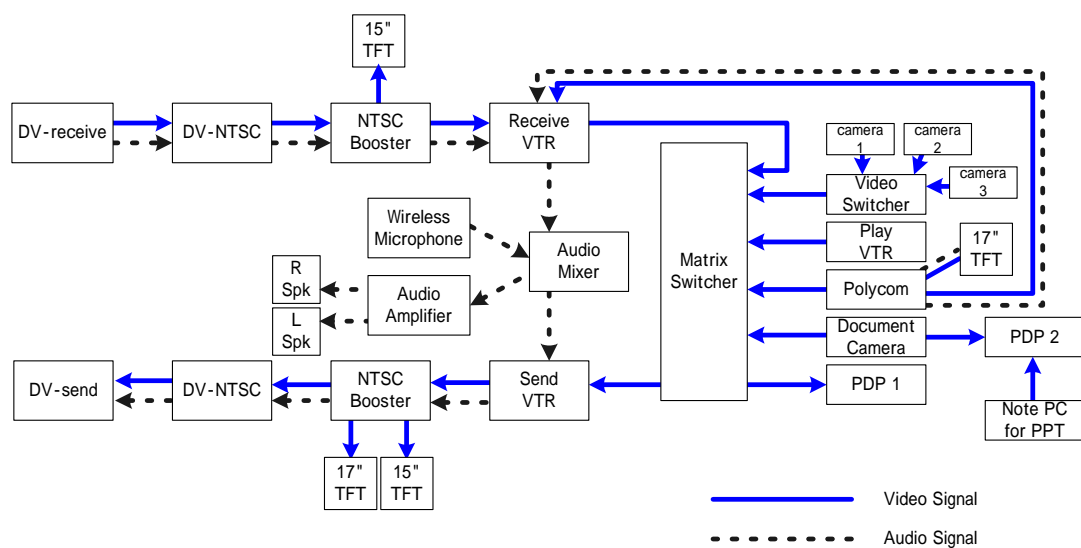 15"
TFT
DV-receive
DV-NTSC
NTSC
Booster
Receive
VTR
camera
1
camera
2
camera
3
Video
Switcher
Wireless
Microphone
Audio
Mixer
Matrix
Switcher
Play
VTR
17"
TFT
R
Spk
L
Spk
Audio
Amplifier
Polycom
Document
Camera
PDP 2
DV-send
DV-NTSC
NTSC
Booster
Send
VTR
PDP 1
Note PC
for PPT
17"
TFT
15"
TFT
Video Signal
Audio Signal